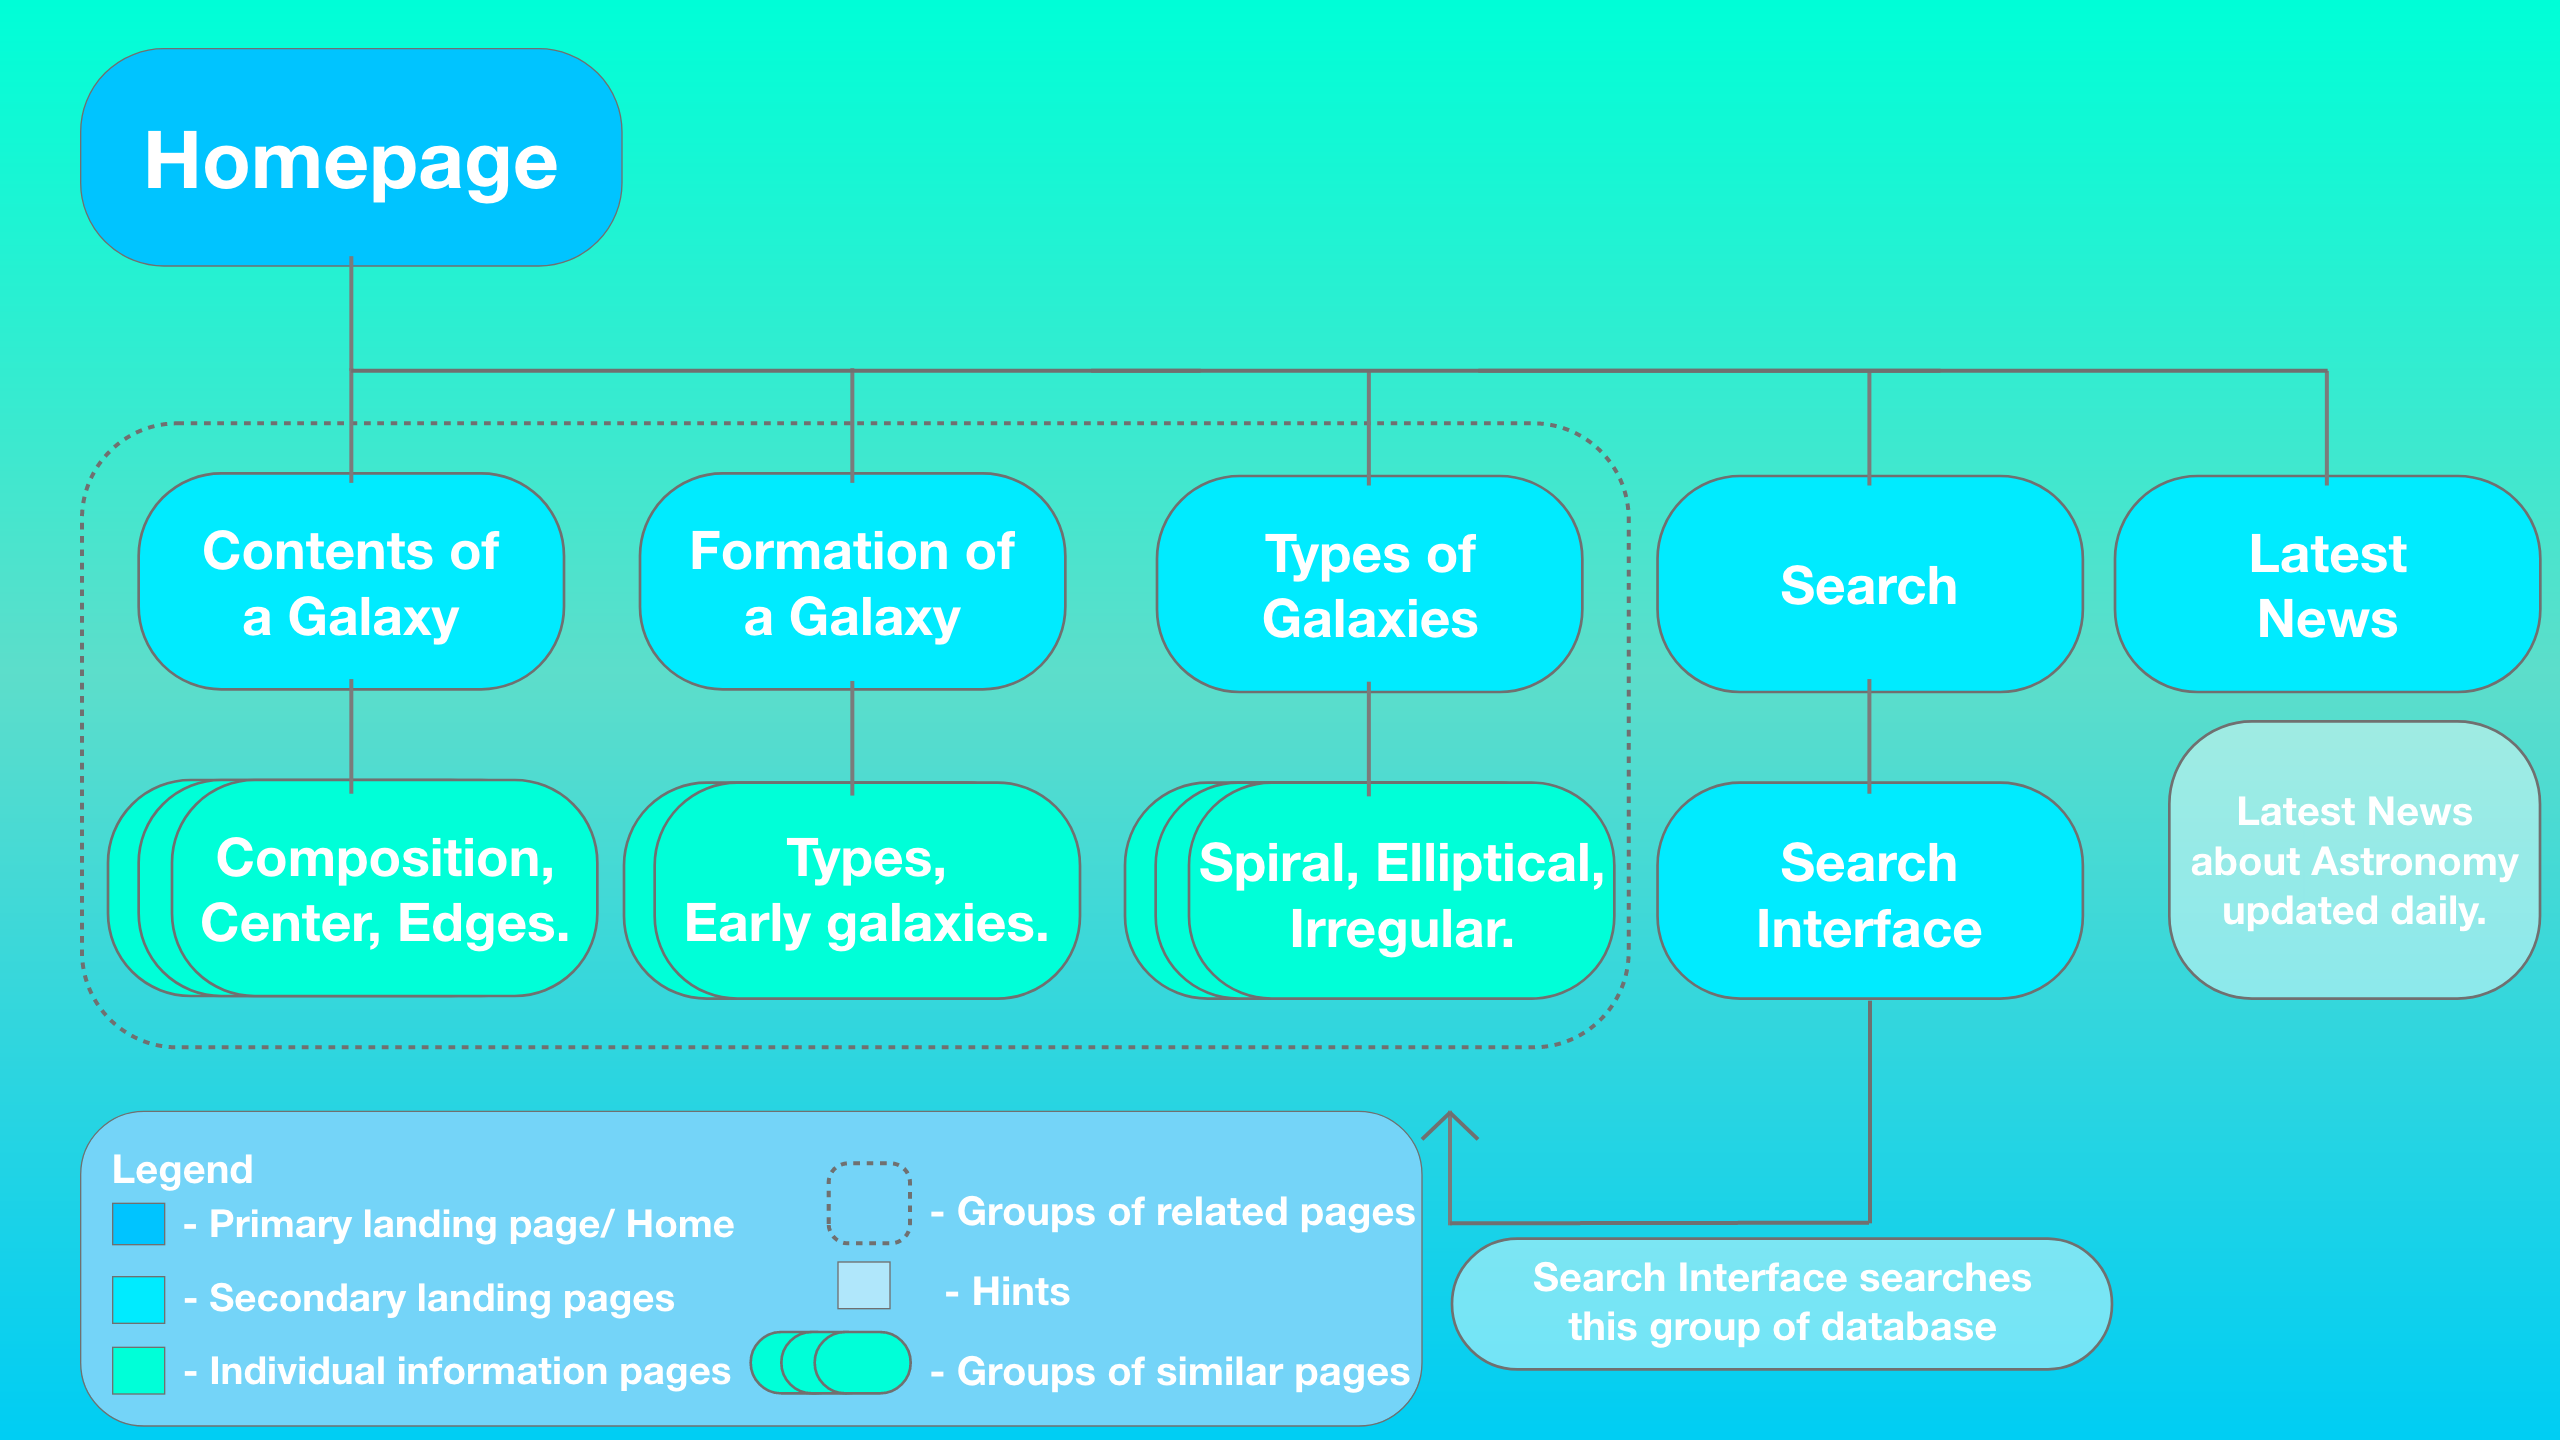 Homepage
Contents of
a Galaxy
Formation of
a Galaxy
Types of
Galaxies
Search
Latest
News
Composition,
Center, Edges.
Types,
Early galaxies.
Spiral, Elliptical,
Irregular.
Search
Interface
Latest News
about Astronomy
updated daily.
Legend
- Primary landing page/ Home
- Secondary landing pages
- Individual information pages
- Groups of related pages
- Hints
- Groups of similar pages
Search Interface searches
this group of database